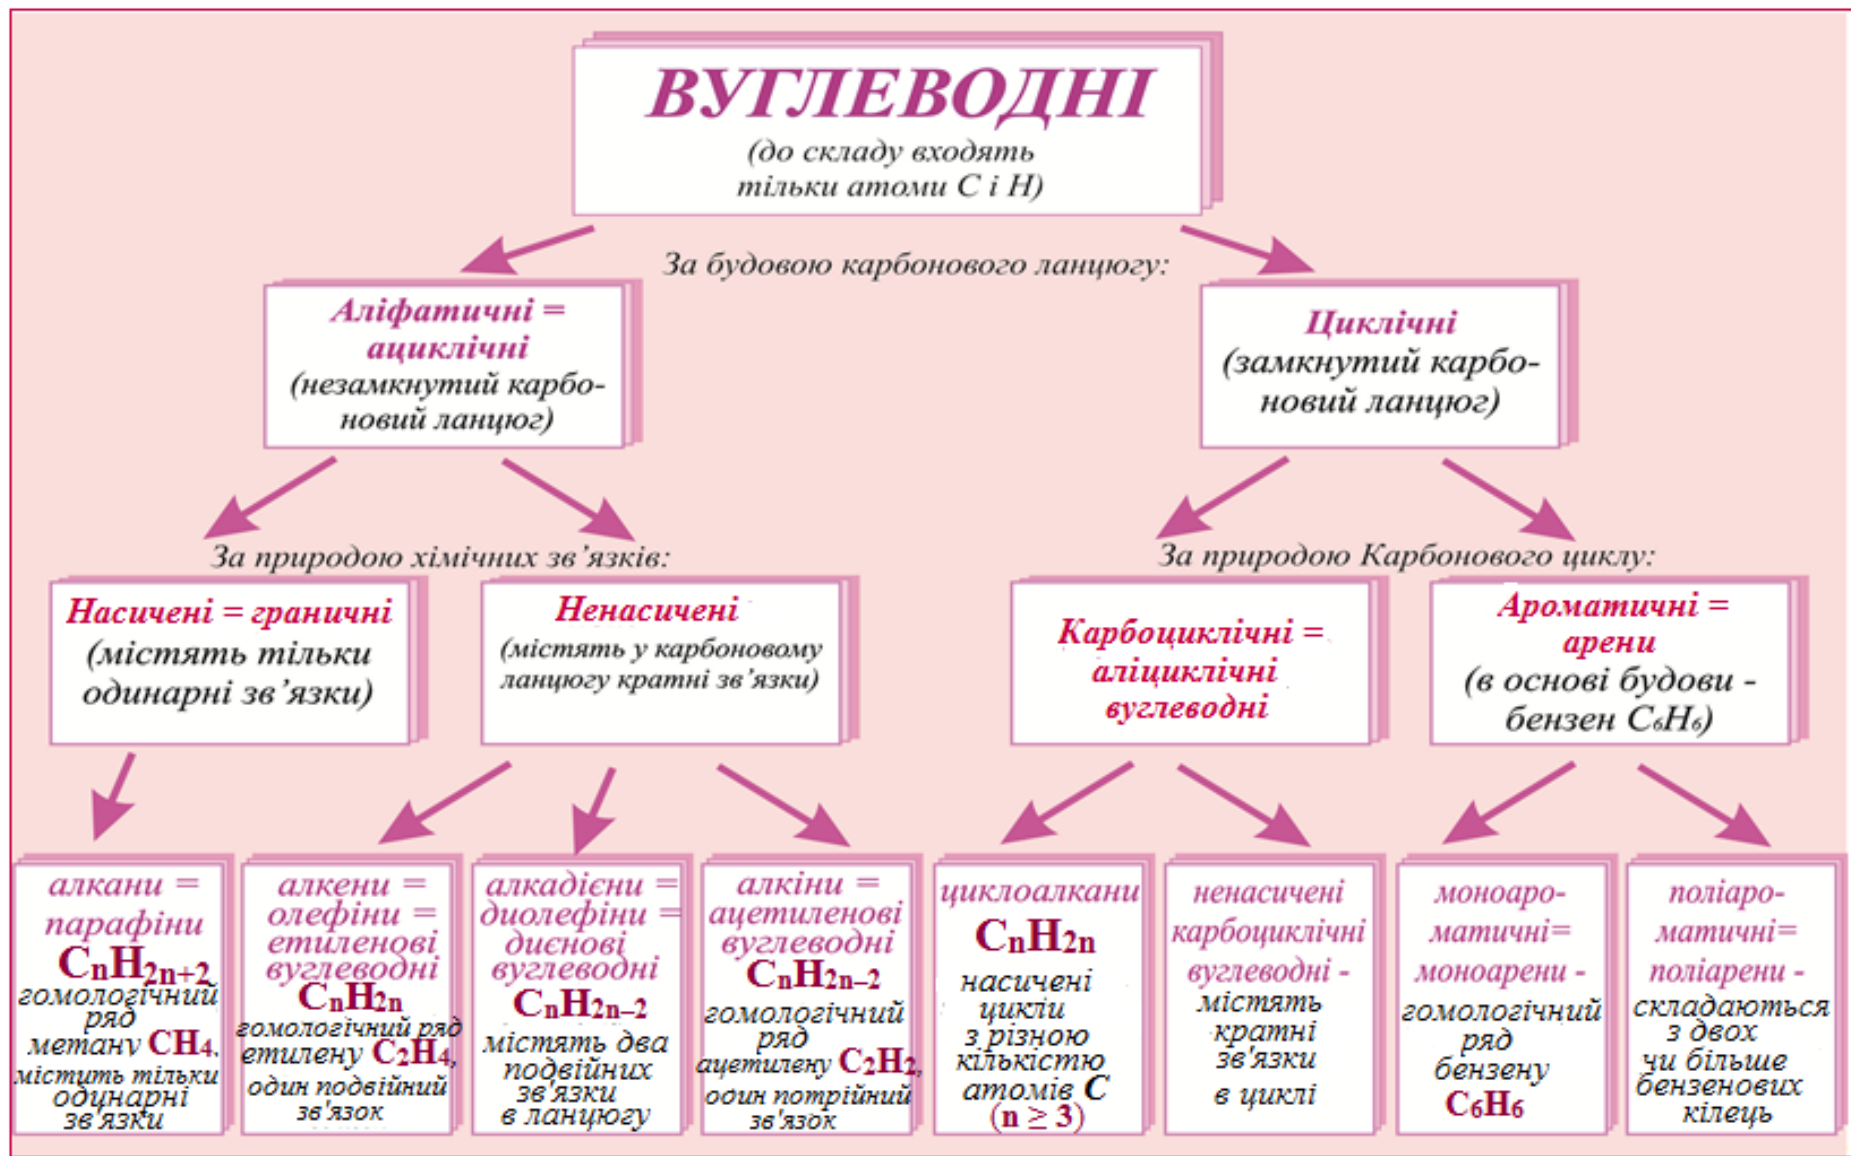 ВУГЛЕВОДНІ
(до складу входять
тільки атоми С і Н)
За будовою карбонового ланцюгу:
Аліфатичні =
ациклічні
(незамкнутий карбо-
новий ланцюг)
Циклічні
(замкнутий карбо-
новий ланцюг)
За природою хімічних зв’язків:
За природою Карбонового циклу:
Насичені = граничні
(містять тільки
одинарні зв’язки)
Ненасичені
(містять у карбоновому
ланцюгу кратні зв’язки)
Карбоциклічні =
аліциклічні
вуглеводні
Ароматичні =
арени
(в основі будови -
бензен C₆H₆)
алкани =
парафіни
CnH2n+2
гомологічний
ряд
метану CH4,
містить тільки
одинарні
зв'язки
алкени =
олефіни =
етиленові
вуглеводні
CnH2n
гомологічний ряд
етилену C2H4,
один подвійний
зв'язок
алкадієни =
диолефіни =
диєнові
вуглеводні
CnH2n–2
містять два
подвійних
зв'язки
в ланцюгу
алкіни =
ацетиленові
вуглеводні
CnH2n–2
гомологічний
ряд
ацетилену C2H2,
один потрійний
зв'язок
циклоалкани
CnH2n
насичені
цикли
з різною
кількістю
атомів С
(n ≥ 3)
ненасичені
карбоциклічні
вуглеводні -
містять
кратні
зв'язки
в циклі
моноаро-
матичні=
моноарени -
гомологічний
ряд
бензену
C6H6
поліаро-
матичні=
поліарени -
складаються
з двох
чи більше
бензенових
кілець